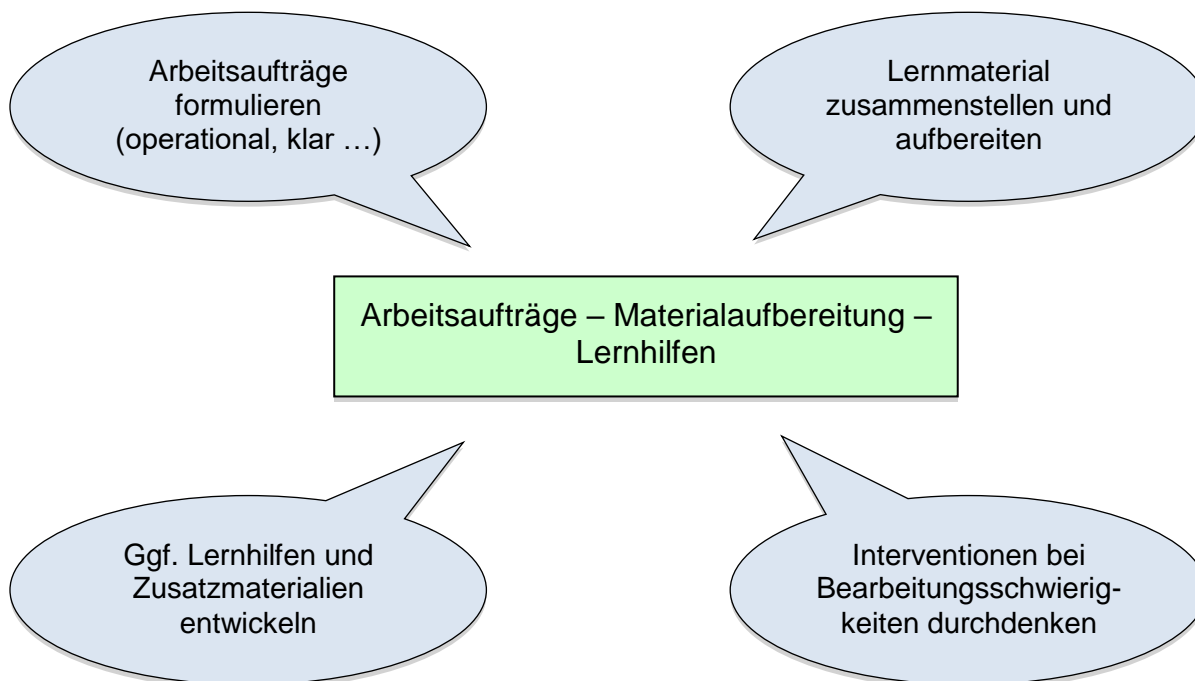 Arbeitsaufträge
formulieren
(operational, klar …)
Lernmaterial
zusammenstellen und
aufbereiten
Arbeitsaufträge – Materialaufbereitung –
Lernhilfen
Ggf. Lernhilfen und
Zusatzmaterialien
entwickeln
Interventionen bei
Bearbeitungsschwierig-
keiten durchdenken